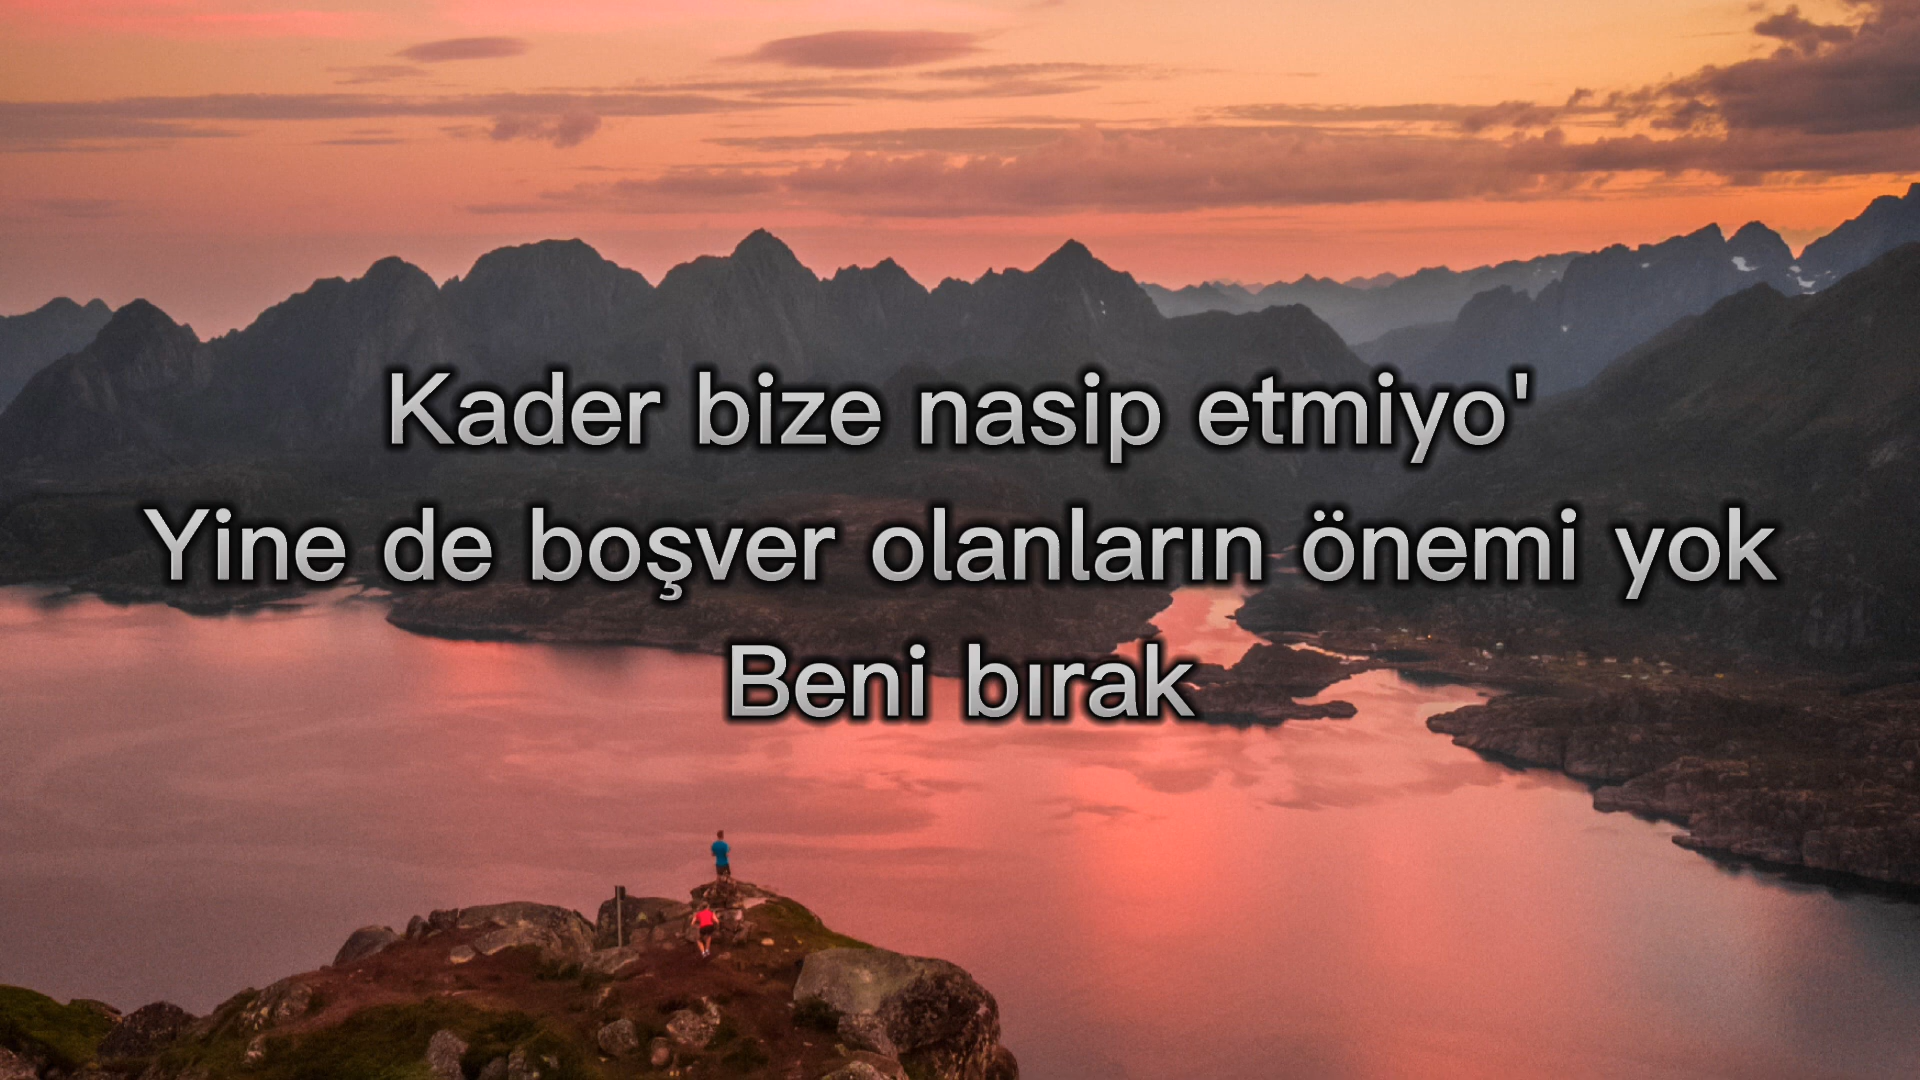 Kader bize nasip etmiyo'
Yine de boşver olanların önemi yok
Beni bırak